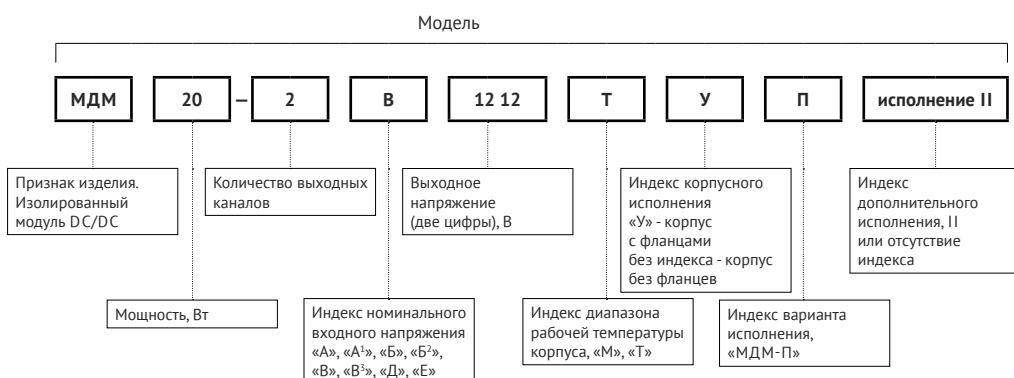 Модель
МДМ 20 – 2 В 12 12 Т У П исполнение II
Признак изделия.
Изолированный
модуль DC/DC
Количество выходных
каналов
Выходное
напряжение
(две цифры), В
Индекс корпусного
исполнения
«У» - корпус
с фланцами
без индекса - корпус
без фланцев
Индекс
дополнительного
исполнения, II
или отсутствие
индекса
Мощность, Вт
Индекс номинального
входного напряжения
«А», «А¹», «Б», «Б²»,
«В», «В³», «Д», «Е»
Индекс диапазона
рабочей температуры
корпуса, «М», «Т»
Индекс варианта
исполнения,
«МДМ-П»